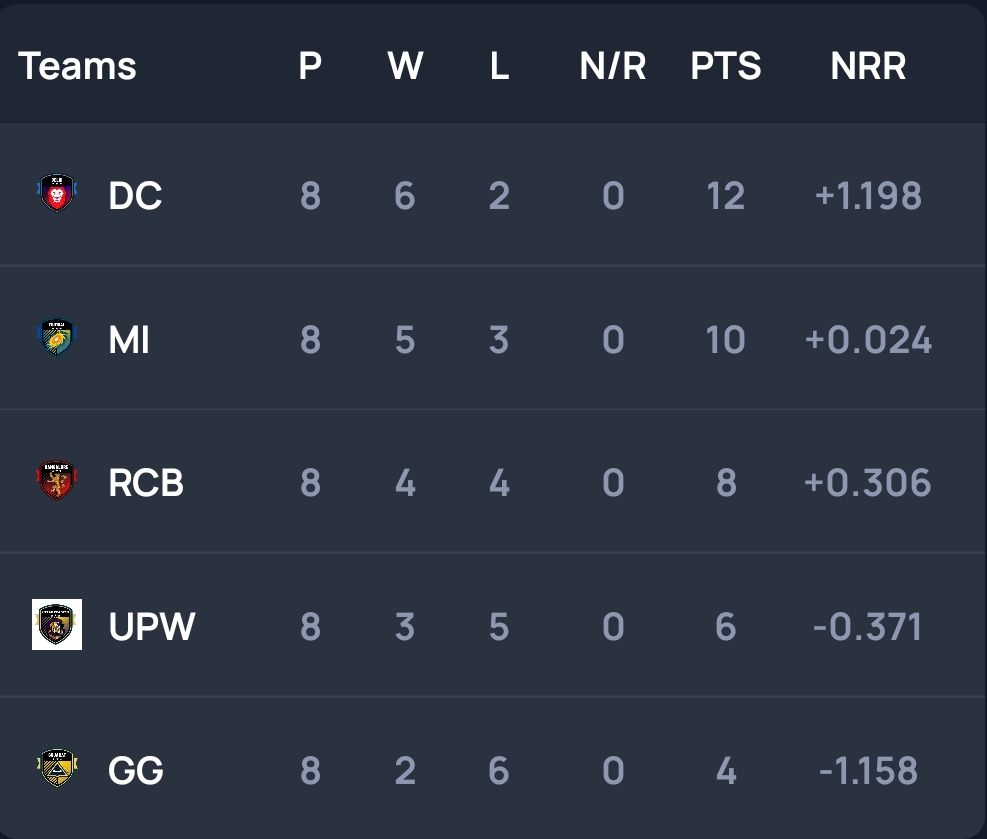 Teams P W L N/R PTS NRR
DC 8 6 2 0 12 +1.198
MI 8 5 3 0 10 +0.024
BANGALORE
RCB 8 4 4 0 8 +0.306
UPW 8 3 5 0 6 -0.371
GUJARAT
GG 8 2 6 0 4 -1.158